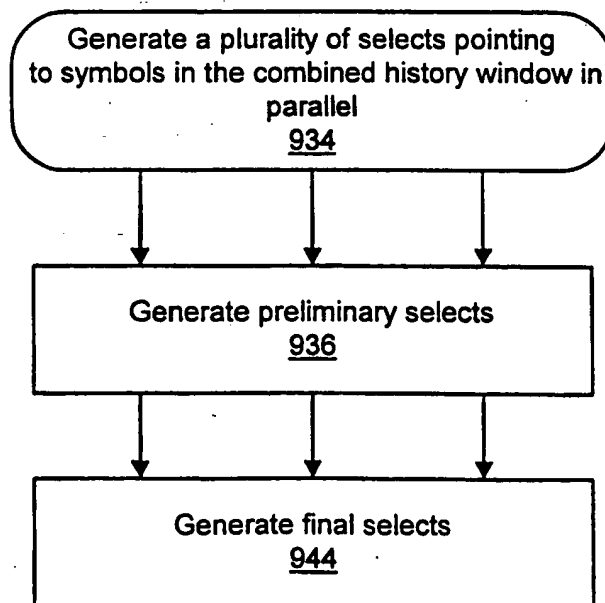 Generate a plurality of selects pointing
to symbols in the combined history window in
parallel
934
Generate preliminary selects
936
Generate final selects
944